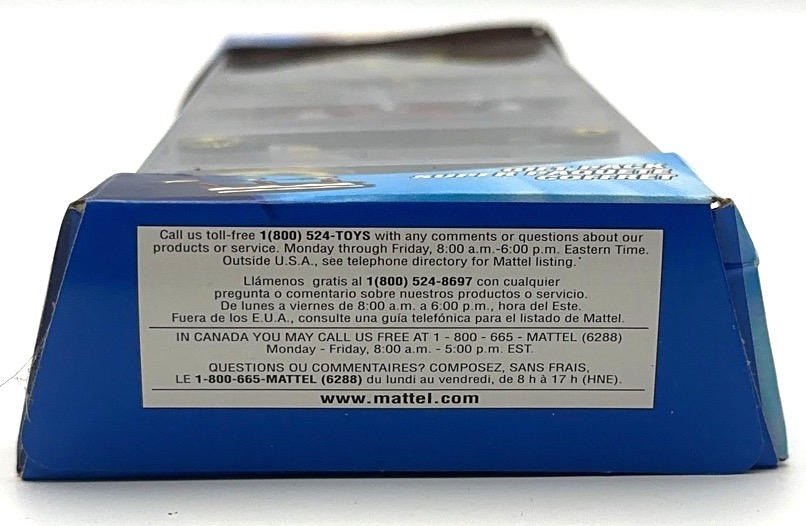 GIFT PACK
SUPER PAQUETE
COFFRET
Call us toll-free 1(800) 524-TOYS with any comments or questions about our
products or service. Monday through Friday, 8:00 a.m.-6:00 p.m. Eastern Time.
Outside U.S.A., see telephone directory for Mattel listing.
Llámenos gratis al 1(800) 524-8697 con cualquier
pregunta o comentario sobre nuestros productos o servicio.
De lunes a viernes de 8:00 a.m. a 6:00 p.m., hora del Este.
Fuera de los E.U.A., consulte una guía telefónica para el listado de Mattel.
IN CANADA YOU MAY CALL US FREE AT 1 - 800 - 665 - MATTEL (6288)
Monday - Friday, 8:00 a.m. - 5:00 p.m. EST.
QUESTIONS OU COMMENTAIRES? COMPOSEZ, SANS FRAIS,
LE 1-800-665-MATTEL (6288) du lundi au vendredi, de 8 h à 17 h (HNE).
www.mattel.com